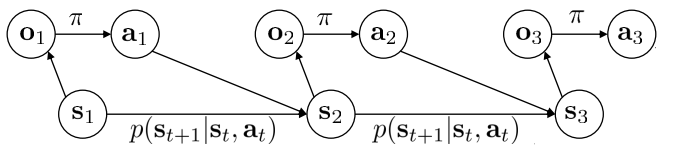 π π π
𝐨₁ 𝐚₁ 𝐨₂ 𝐚₂ 𝐨₃ 𝐚₃
𝐬₁ 𝐬₂ 𝐬₃
p(𝐬ₜ₊₁|𝐬ₜ, 𝐚ₜ) p(𝐬ₜ₊₁|𝐬ₜ, 𝐚ₜ)